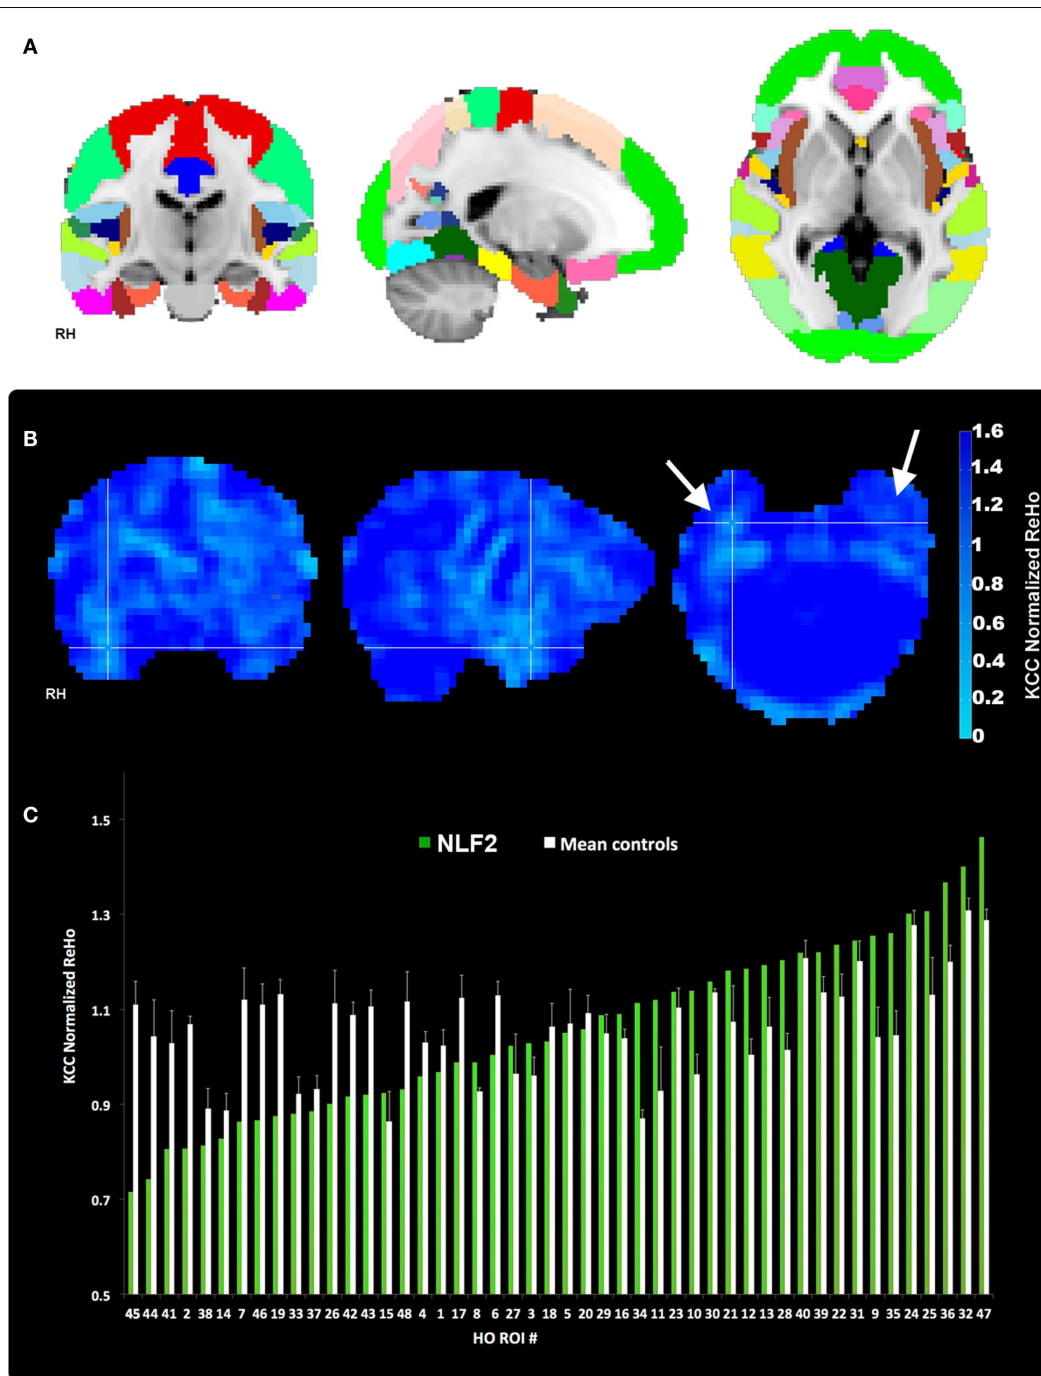 A
RH
B
RH
1.6
1.4
1.2
1
0.8
0.6
0.4
0.2
0
KCC Normalized ReHo
C
NLF2
Mean controls
1.5
1.3
1.1
0.9
0.7
0.5
KCC Normalized ReHo
45 44 41 2 38 14 7 46 19 33 37 26 42 43 15 48 4 1 17 8 6 27 3 18 5 20 29 16 34 11 23 10 30 21 12 13 28 40 39 22 31 9 35 24 25 36 32 47
HO ROI #